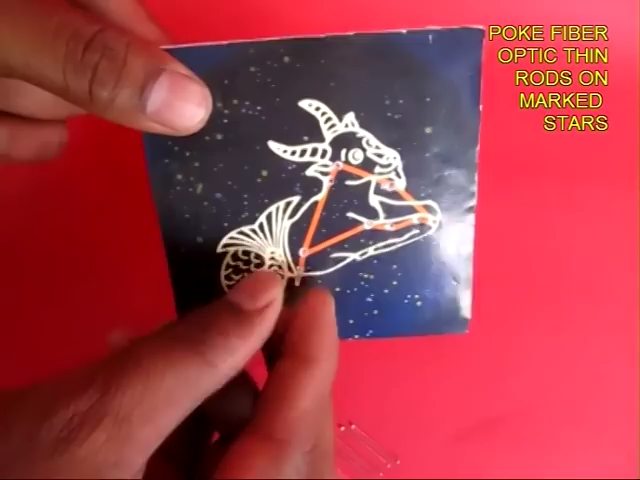 POKE FIBER
OPTIC THIN
RODS ON
MARKED
STARS